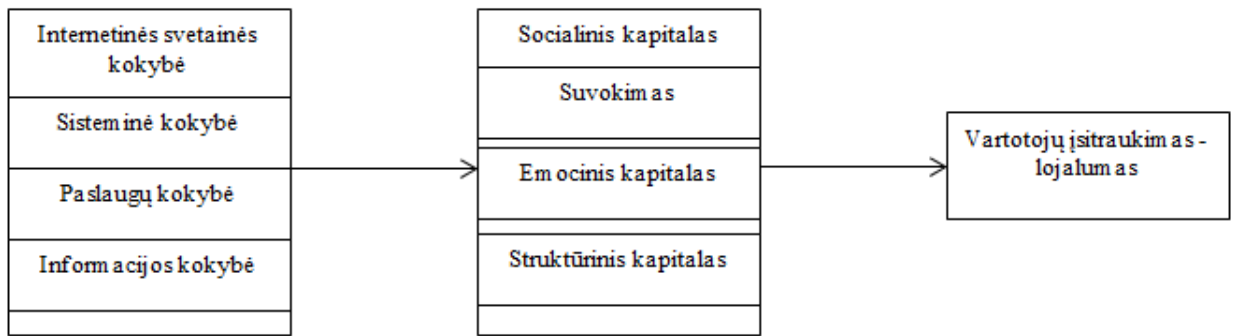 Internetinės svetainės
kokybė
Sisteminė kokybė
Paslaugų kokybė
Informacijos kokybė
Socialinis kapitalas
Suvokimas
Emocinis kapitalas
Struktūrinis kapitalas
Vartotojų įsitraukimas -
lojalumas